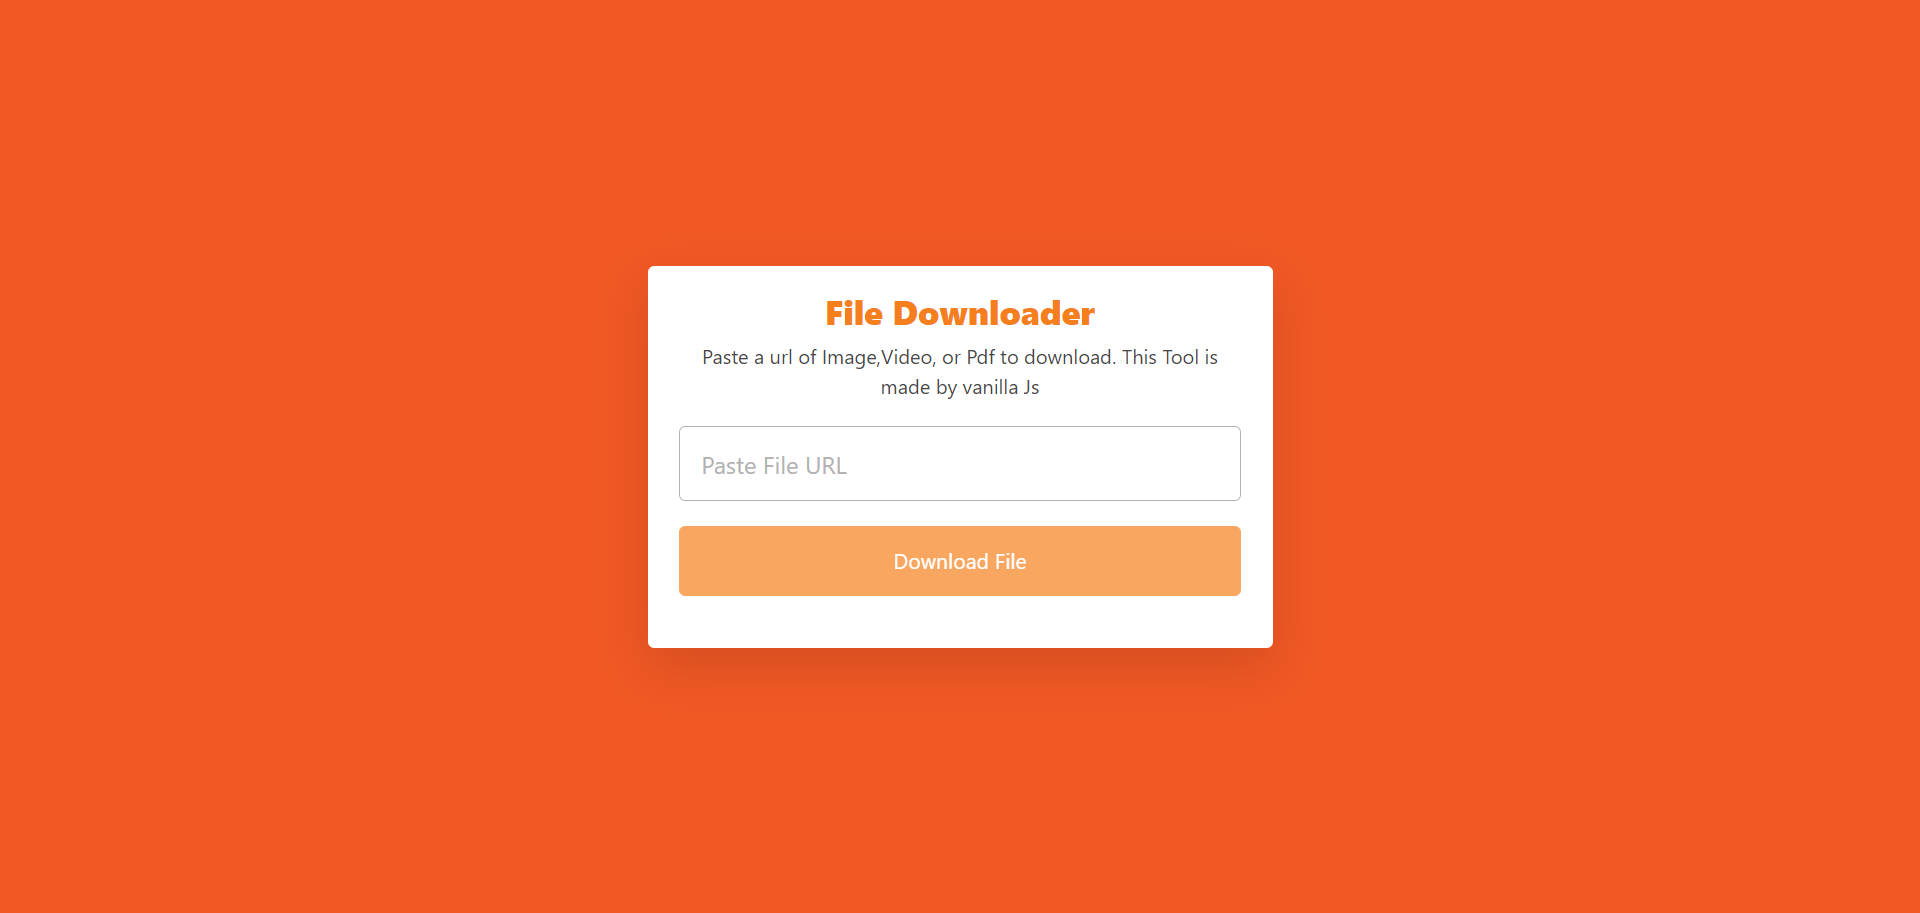 File Downloader
Paste a url of Image,Video, or Pdf to download. This Tool is
made by vanilla Js
Paste File URL
Download File